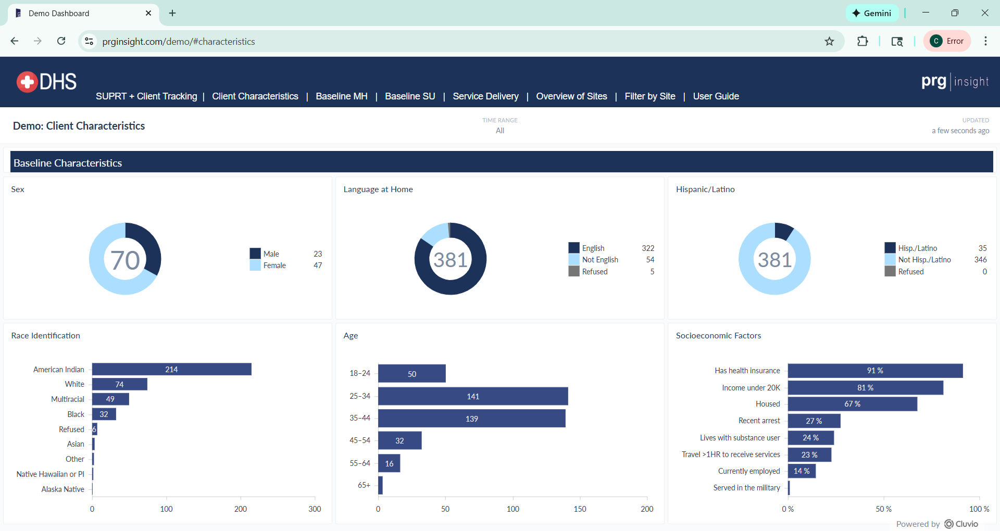 Demo Dashboard
Gemini
prginsight.com/demo/#characteristics
C Error
DHS
prg insight
SUPRT + Client Tracking | Client Characteristics | Baseline MH | Baseline SU | Service Delivery | Overview of Sites | Filter by Site | User Guide
Demo: Client Characteristics
TIME RANGE
All
UPDATED
a few seconds ago
Baseline Characteristics
Sex
70
Male 23
Female 47
Language at Home
381
English 322
Not English 54
Refused 5
Hispanic/Latino
381
Hisp./Latino 35
Not Hisp./Latino 346
Refused 0
Race Identification
American Indian 214
White 74
Multiracial 49
Black 32
Refused 6
Asian
Other
Native Hawaiian or PI
Alaska Native
0 100 200 300
Age
18–24 50
25–34 141
35–44 139
45–54 32
55–64 16
65+
0 50 100 150 200
Socioeconomic Factors
Has health insurance 91 %
Income under 20K 81 %
Housed 67 %
Recent arrest 27 %
Lives with substance user 24 %
Travel >1HR to receive services 23 %
Currently employed 14 %
Served in the military
0 % 50 % 100 %
Powered by Cluvio